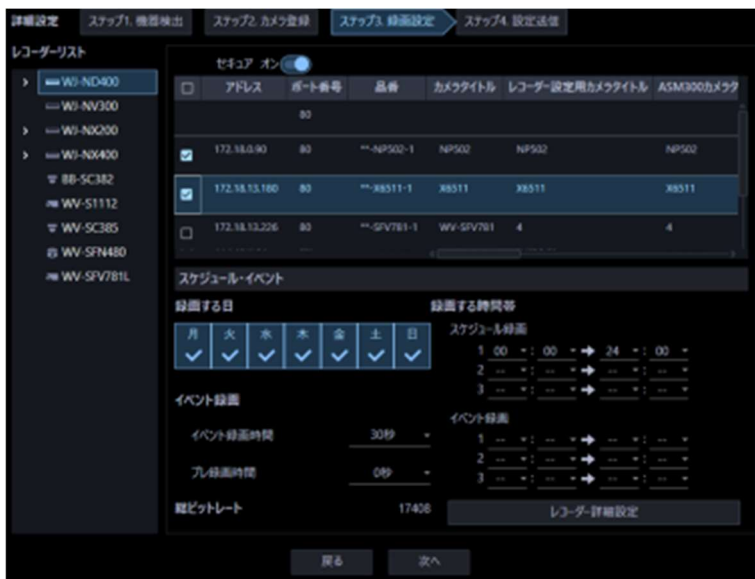 詳細設定 ステップ1. 機器検出 ステップ2. カメラ登録 ステップ3. 録画設定 ステップ4. 設定送信
レコーダーリスト
WJ-ND400
WJ-NV300
WJ-NX200
WJ-NX400
BB-SC382
WV-S1112
WV-SC385
WV-SFN480
WV-SFV781L
セキュア オン
アドレス ポート番号 品番 カメラタイトル レコーダー設定用カメラタイトル ASM300カメラタ
80
172.18.0.90 80 **-NP502-1 NP502 NP502 NP502
172.18.13.160 80 **-X6511-1 X6511 X6511 X6511
172.18.13.226 80 **-SFV781-1 WV-SFV781 4 4
スケジュール・イベント
録画する日 録画する時間帯
月 火 水 木 金 土 日
スケジュール録画
1 00 : 00 → 24 : 00
2 -- : -- → -- : --
3 -- : -- → -- : --
イベント録画
イベント録画時間 30秒
プレ録画時間 0秒
イベント録画
1 -- : -- → -- : --
2 -- : -- → -- : --
3 -- : -- → -- : --
総ビットレート 17408
レコーダー詳細設定
戻る 次へ